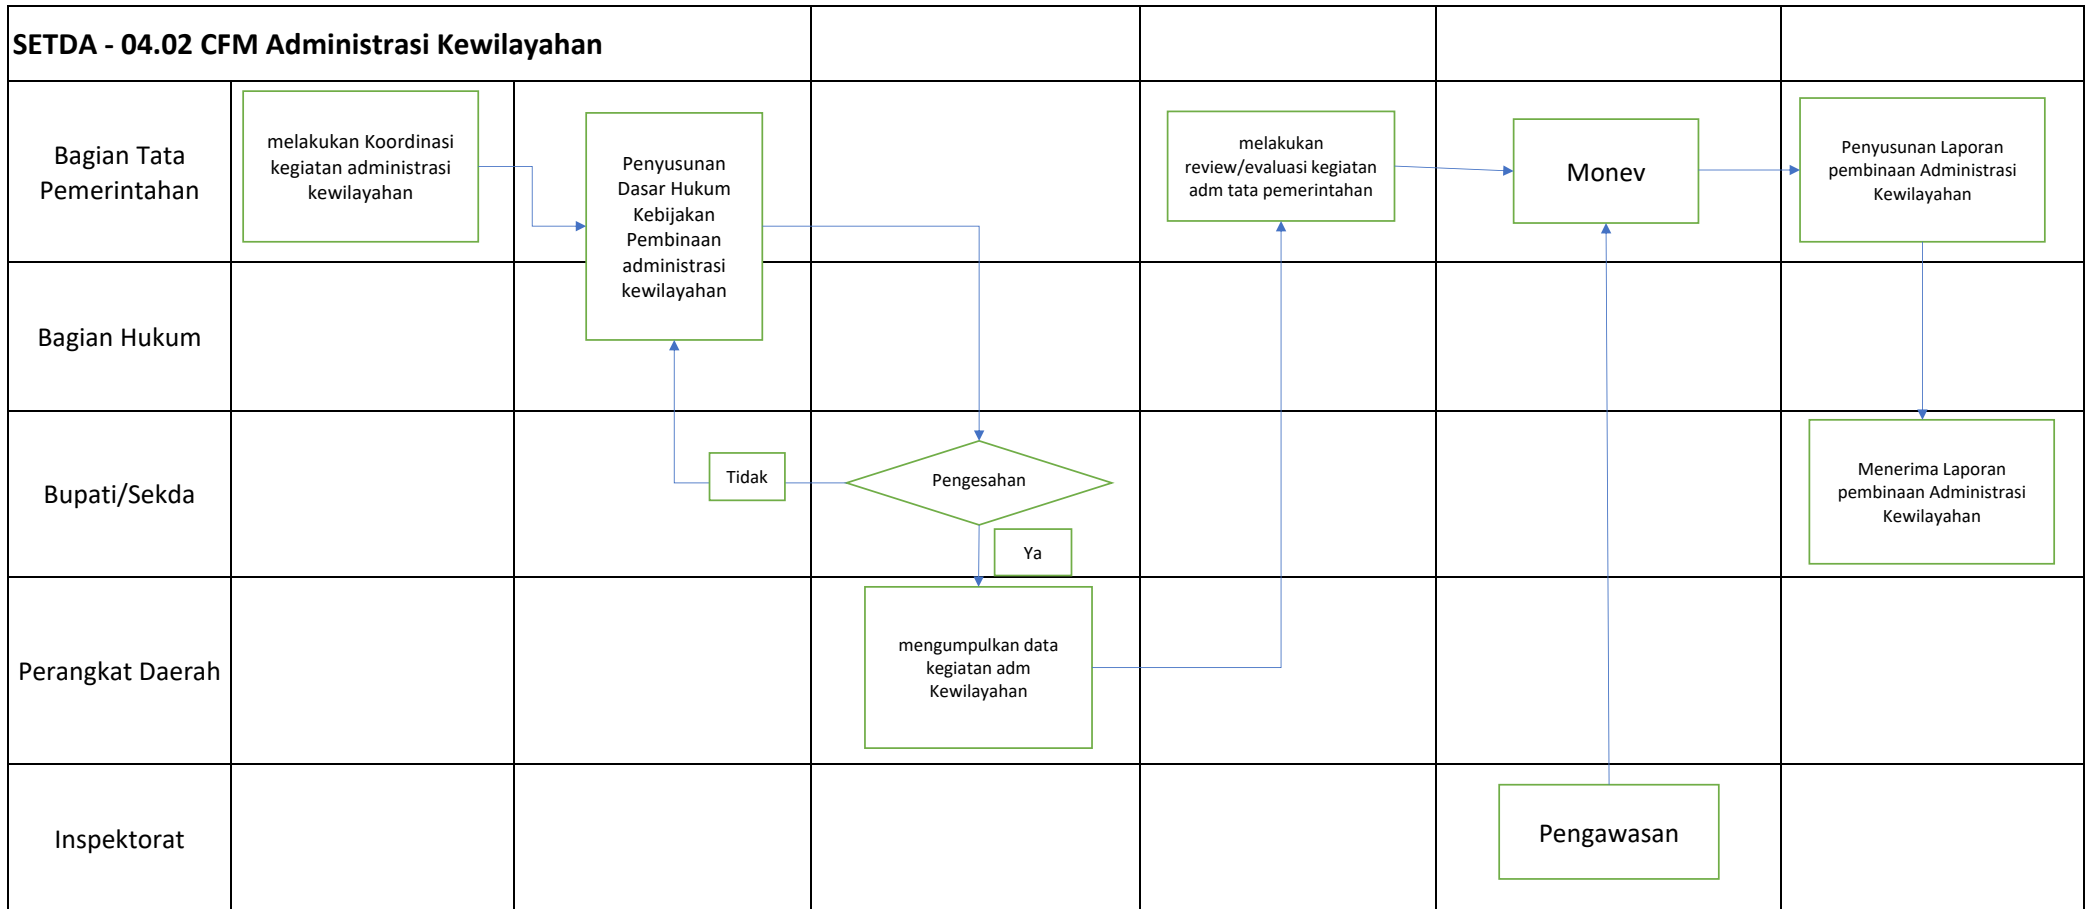 SETDA - 04.02 CFM Administrasi Kewilayahan
Bagian Tata
Pemerintahan
melakukan Koordinasi
kegiatan administrasi
kewilayahan
Penyusunan
Dasar Hukum
Kebijakan
Pembinaan
administrasi
kewilayahan
melakukan
review/evaluasi kegiatan
adm tata pemerintahan
Monev
Penyusunan Laporan
pembinaan Administrasi
Kewilayahan
Bagian Hukum
Bupati/Sekda
Tidak
Pengesahan
Ya
Menerima Laporan
pembinaan Administrasi
Kewilayahan
Perangkat Daerah
mengumpulkan data
kegiatan adm
Kewilayahan
Inspektorat
Pengawasan